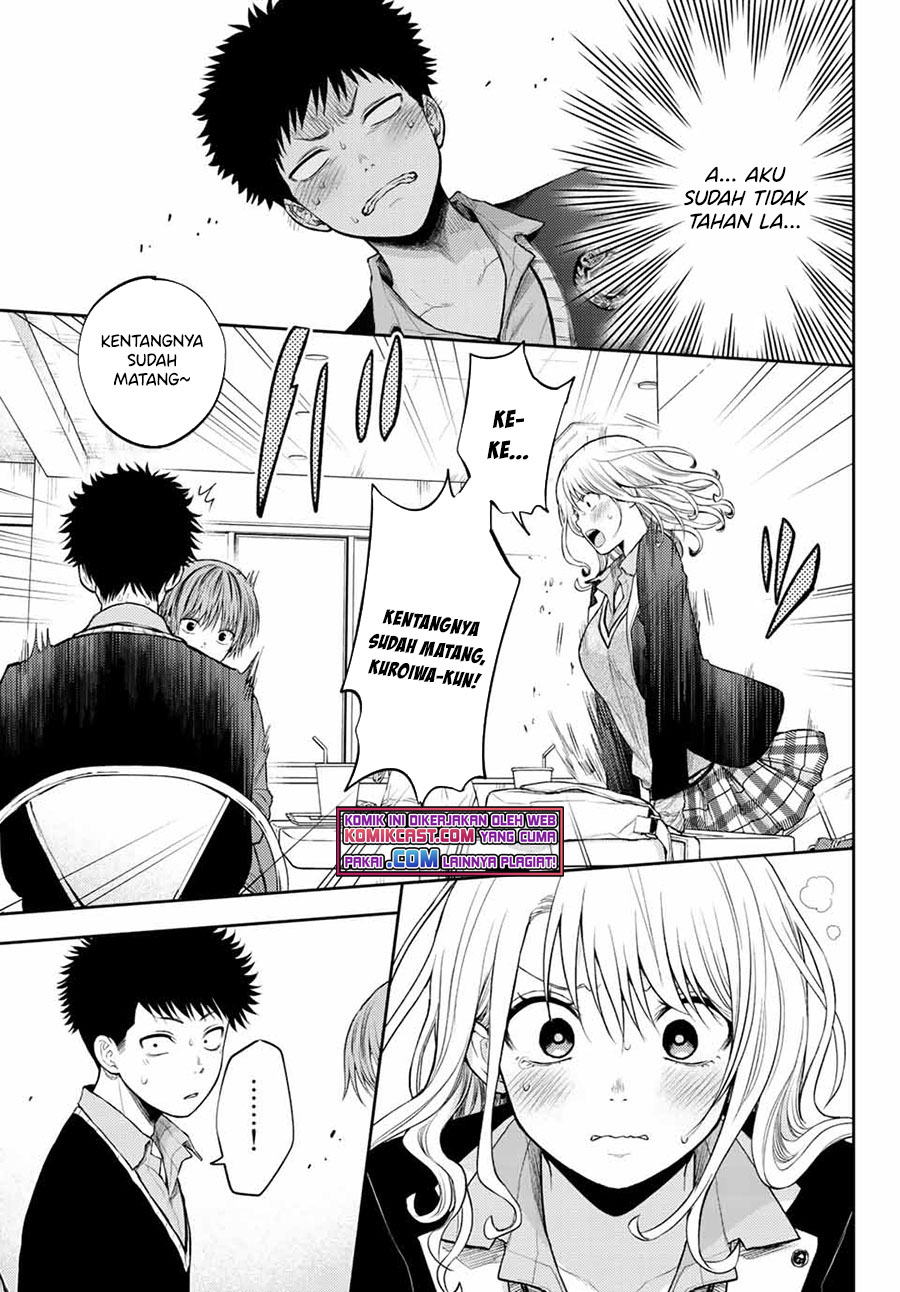 A... AKU
SUDAH TIDAK
TAHAN LA...
KENTANGNYA
SUDAH
MATANG~
KE-
KE...
KENTANGNYA
SUDAH MATANG,
KUROIWA-KUN!
KOMIK INI DIKERJAKAN OLEH WEB
KOMIKCAST.COM YANG CUMA
PAKAI .COM LAINNYA PLAGIAT!
........!